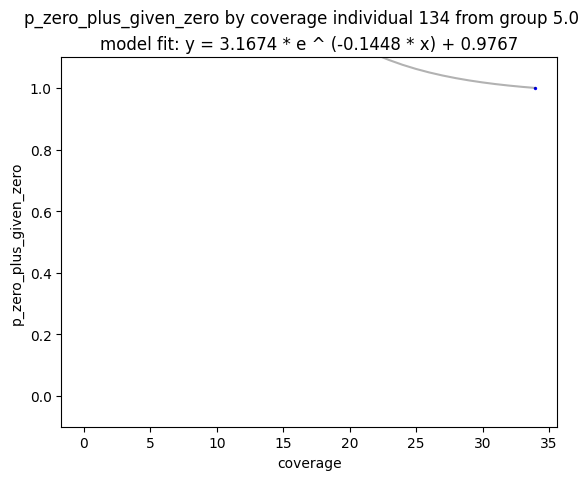 p_zero_plus_given_zero by coverage individual 134 from group 5.0
model fit: y = 3.1674 * e ^ (-0.1448 * x) + 0.9767
1.0
0.8
0.6
0.4
0.2
0.0
p_zero_plus_given_zero
0 5 10 15 20 25 30 35
coverage